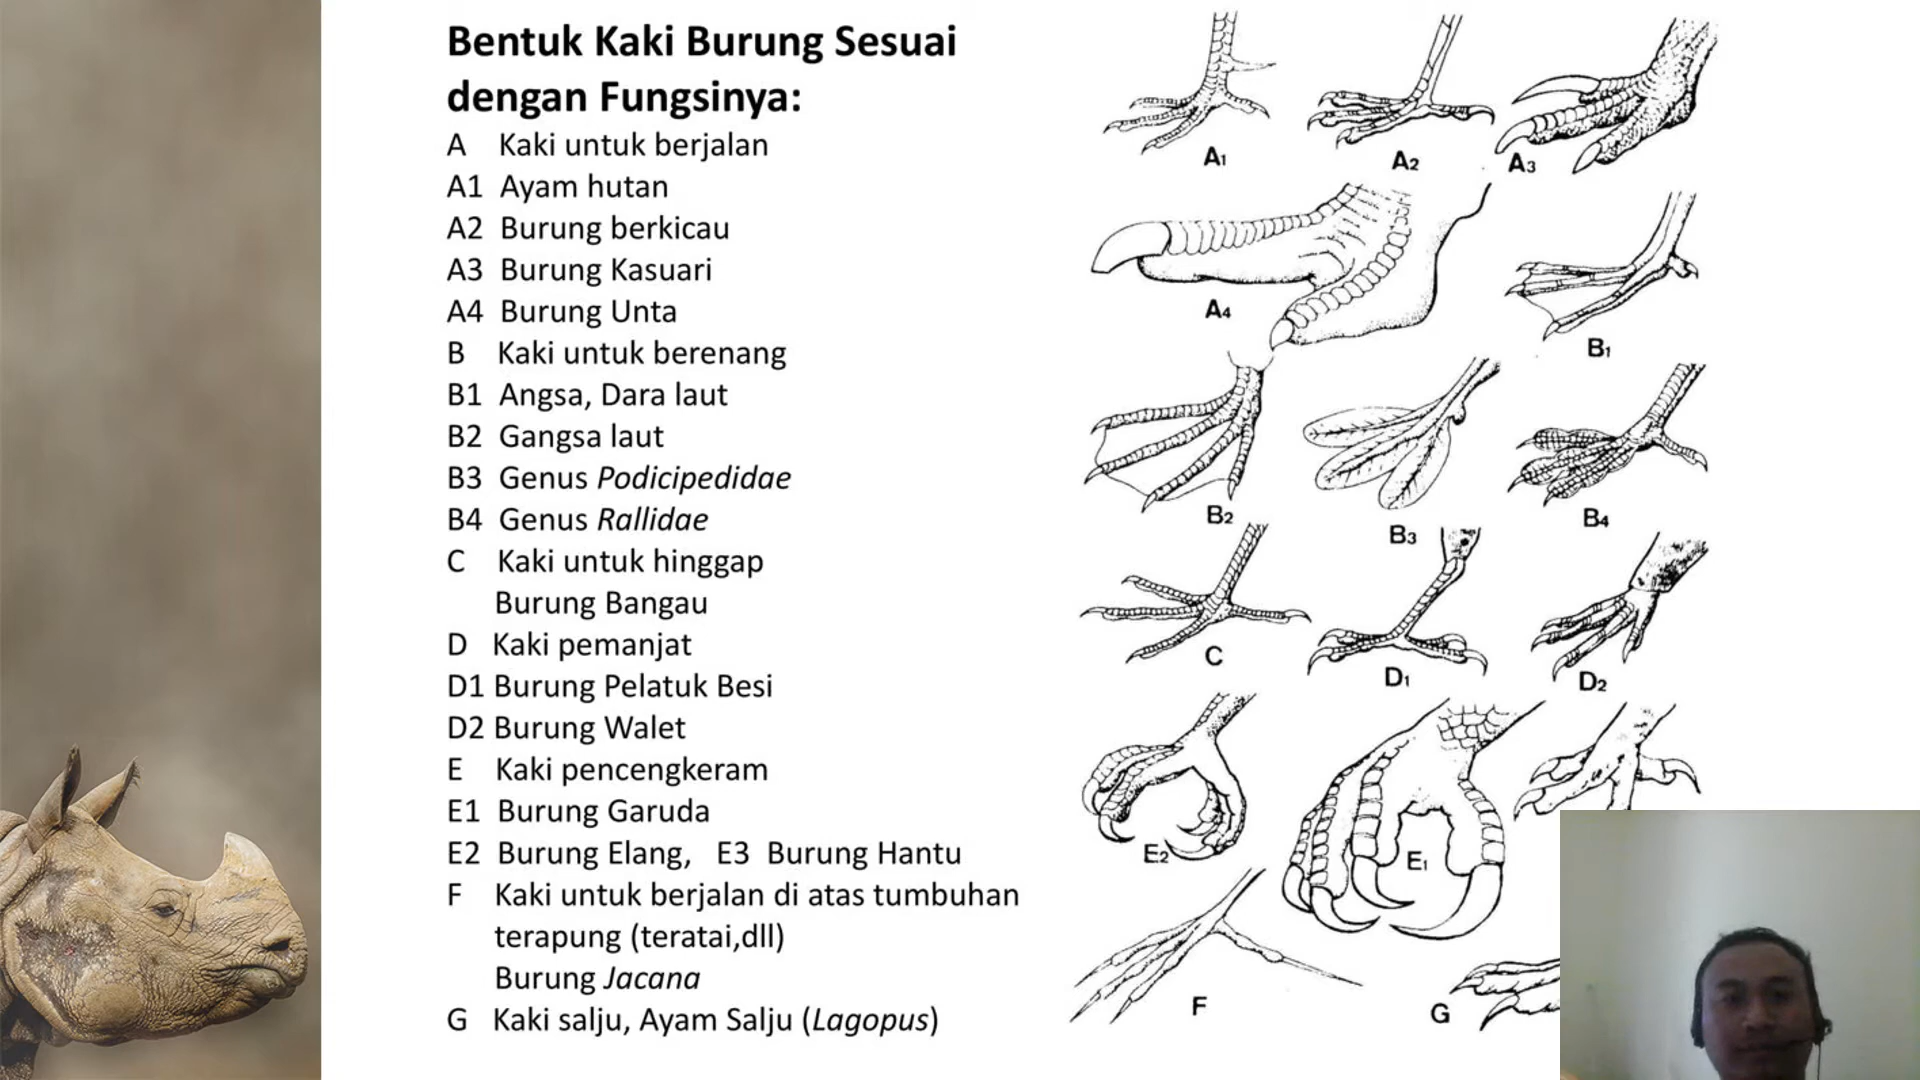 Bentuk Kaki Burung Sesuai
dengan Fungsinya:
A Kaki untuk berjalan
A1 Ayam hutan
A2 Burung berkicau
A3 Burung Kasuari
A4 Burung Unta
B Kaki untuk berenang
B1 Angsa, Dara laut
B2 Gangsa laut
B3 Genus Podicipedidae
B4 Genus Rallidae
C Kaki untuk hinggap
Burung Bangau
D Kaki pemanjat
D1 Burung Pelatuk Besi
D2 Burung Walet
E Kaki pencengkeram
E1 Burung Garuda
E2 Burung Elang, E3 Burung Hantu
F Kaki untuk berjalan di atas tumbuhan
terapung (teratai,dll)
Burung Jacana
G Kaki salju, Ayam Salju (Lagopus)
A1
A2
A3
A4
B1
B2
B3
B4
C
D1
D2
E2
E1
F
G